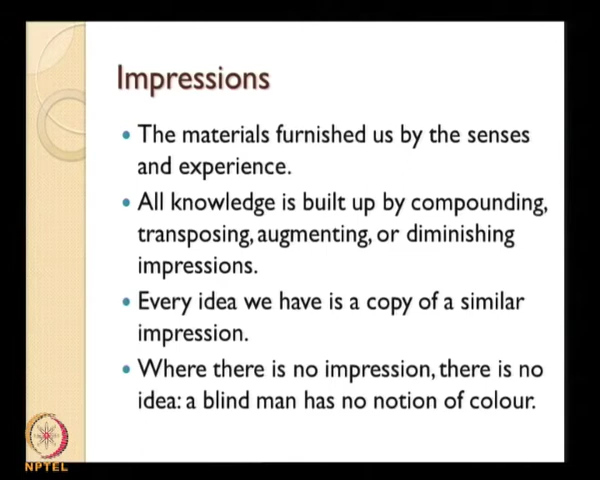 Impressions
• The materials furnished us by the senses
and experience.
• All knowledge is built up by compounding,
transposing, augmenting, or diminishing
impressions.
• Every idea we have is a copy of a similar
impression.
• Where there is no impression, there is no
idea: a blind man has no notion of colour.
NPTEL